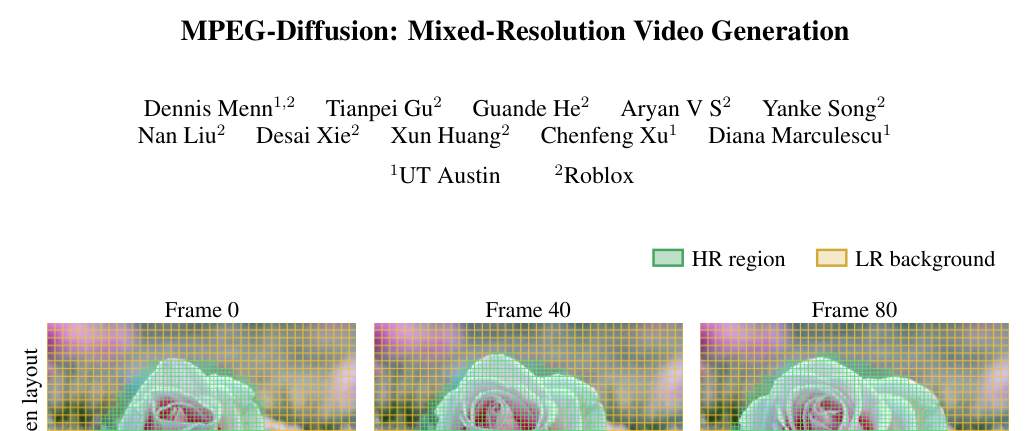 MPEG-Diffusion: Mixed-Resolution Video Generation
Dennis Menn1,2 Tianpei Gu2 Guande He2 Aryan V S2 Yanke Song2
Nan Liu2 Desai Xie2 Xun Huang2 Chenfeng Xu1 Diana Marculescu1
1UT Austin 2Roblox
HR region LR background
Frame 0 Frame 40 Frame 80
layout